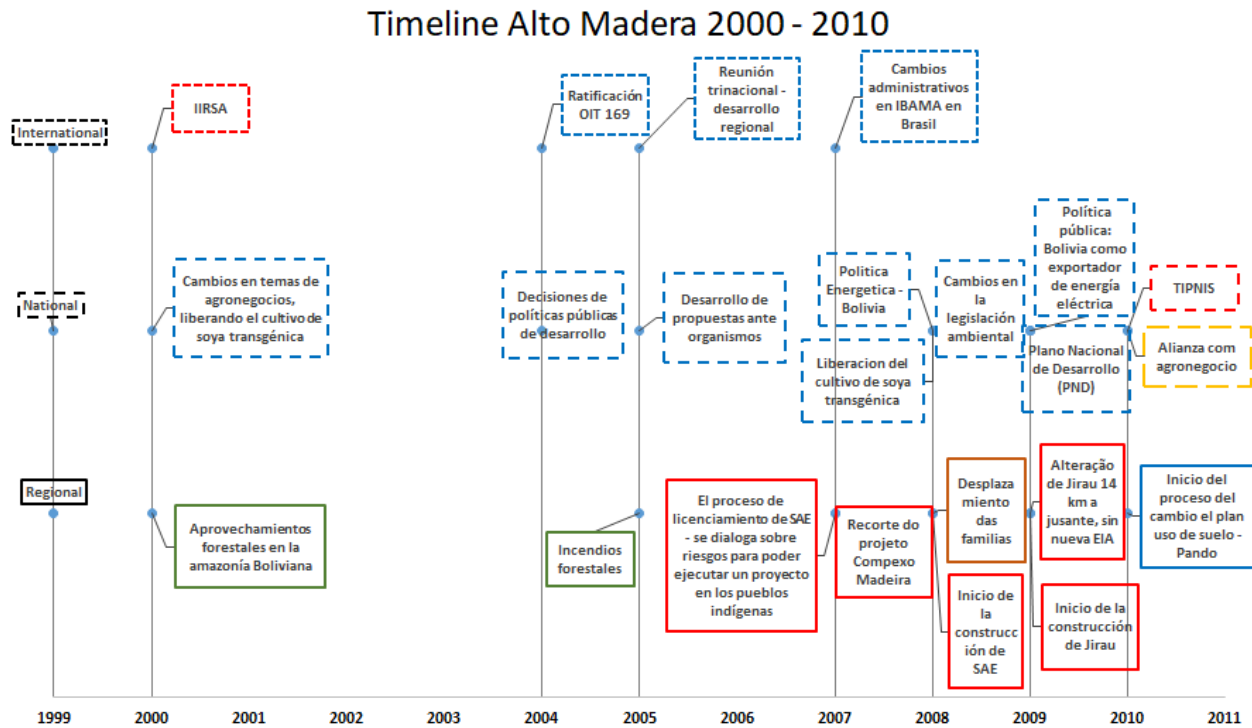 Timeline Alto Madera 2000 - 2010
International
IIRSA
Ratificación
OIT 169
Reunión
trinacional -
desarrollo
regional
Cambios
administrativos
en IBAMA en
Brasil
National
Cambios en temas de
agronegocios,
liberando el cultivo de
soya transgénica
Decisiones de
políticas públicas
de desarrollo
Desarrollo de
propuestas ante
organismos
Politica
Energetica -
Bolivia
Liberacion del
cultivo de soya
transgénica
Cambios en
la
legislación
ambiental
Política
pública:
Bolivia como
exportador
de energía
eléctrica
Plano Nacional
de Desarrollo
(PND)
TIPNIS
Alianza com
agronegocio
Regional
Aprovechamientos
forestales en la
amazonía Boliviana
Incendios
forestales
El proceso de
licenciamiento de SAE
- se dialoga sobre
riesgos para poder
ejecutar un proyecto
en los pueblos
indígenas
Recorte do
projeto
Compexo
Madeira
Desplaza
miento das
familias
Inicio de
la
construcc
ión de
SAE
Alteração
de Jirau 14
km a
jusante, sin
nueva EIA
Inicio de la
construcción
de Jirau
Inicio del
proceso del
cambio el plan
uso de suelo -
Pando
1999 2000 2001 2002 2003 2004 2005 2006 2007 2008 2009 2010 2011